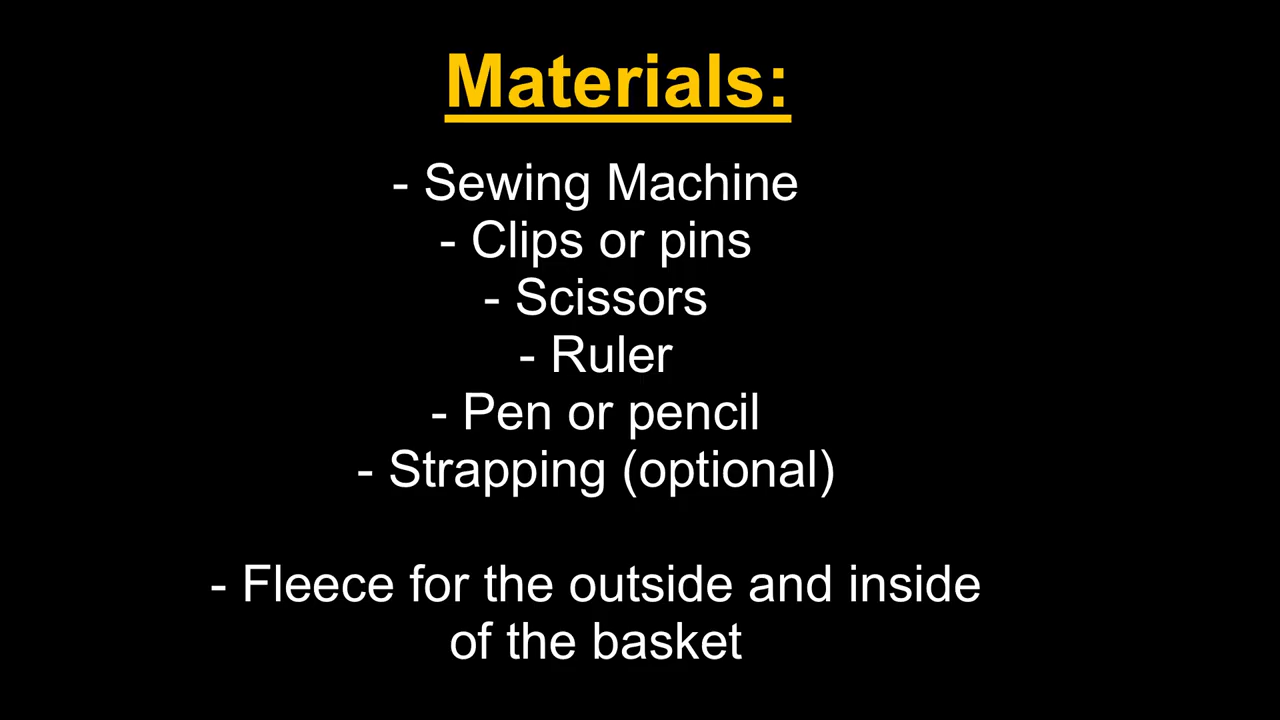 Materials:
- Sewing Machine
- Clips or pins
- Scissors
- Ruler
- Pen or pencil
- Strapping (optional)
- Fleece for the outside and inside
of the basket